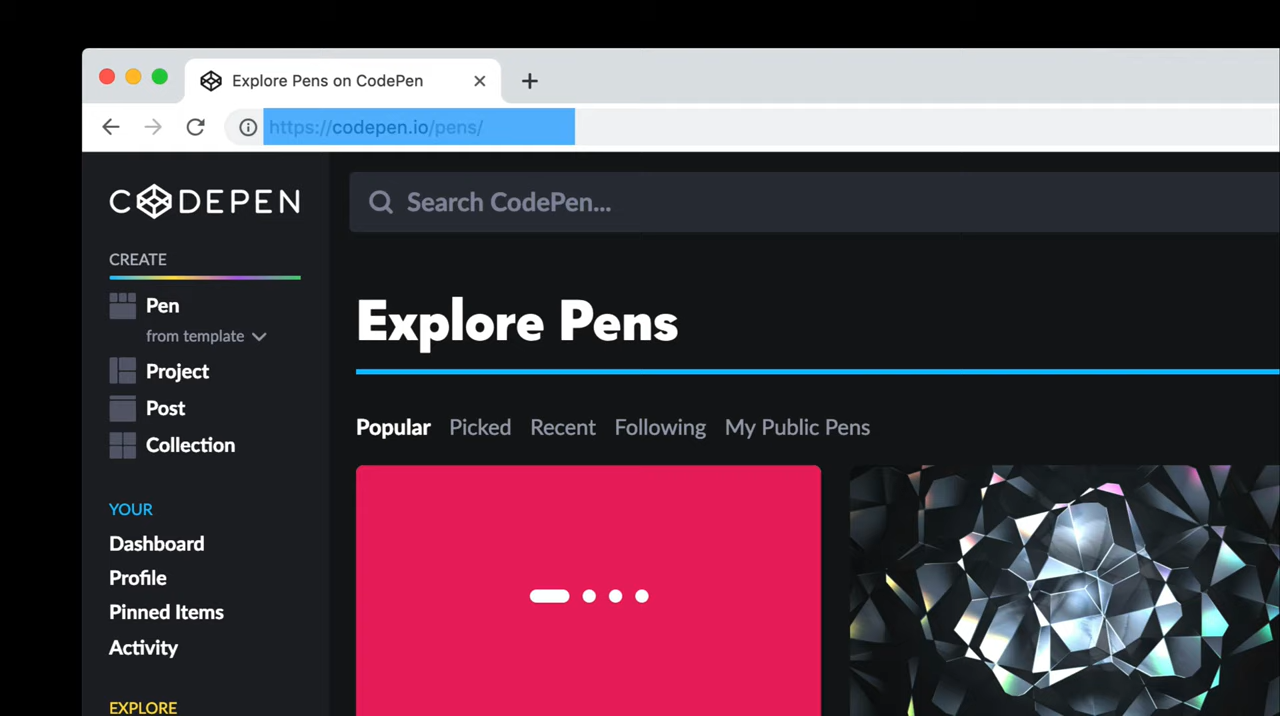 Explore Pens on CodePen
https://codepen.io/pens/
CODEPEN
Search CodePen...
CREATE
Pen
from template
Project
Post
Collection
YOUR
Dashboard
Profile
Pinned Items
Activity
EXPLORE
Explore Pens
Popular Picked Recent Following My Public Pens